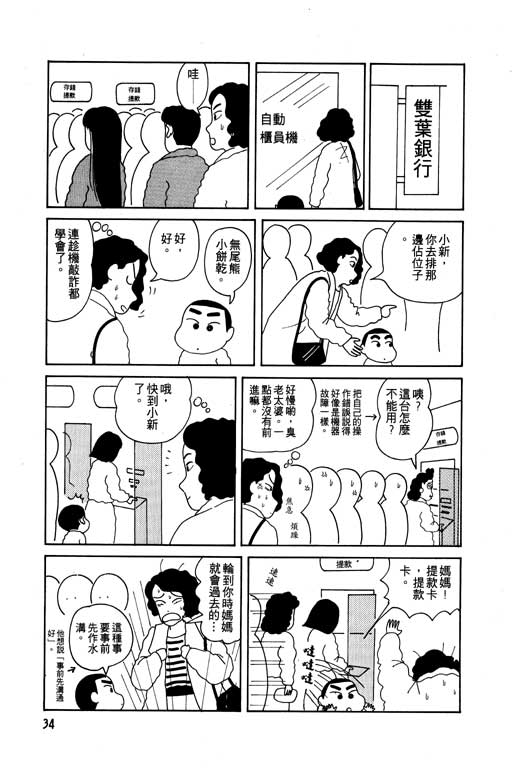 雙葉銀行
自動
櫃員機
哇…
存錢
提款
存錢
提款
小新,
你去排那
邊佔位子
。
無尾熊
小餅乾。
好,
好。
連趁機敲詐都
學會了。
咦?
這台怎麼
不能用?
存錢
提款
把自己的操
作錯誤說得
好像是機器
故障一樣。
好慢喲,臭
老太婆。一
點都沒有前
進嘛。
焦急
煩躁
哦,
快到小新
了。
媽媽!
提款卡
,提款
卡。
提款
達達
噠噠噠
輪到你時媽媽
就會過去的…
這種事
要事前
先作水
溝。
他想說「事前先溝通
好」。
34